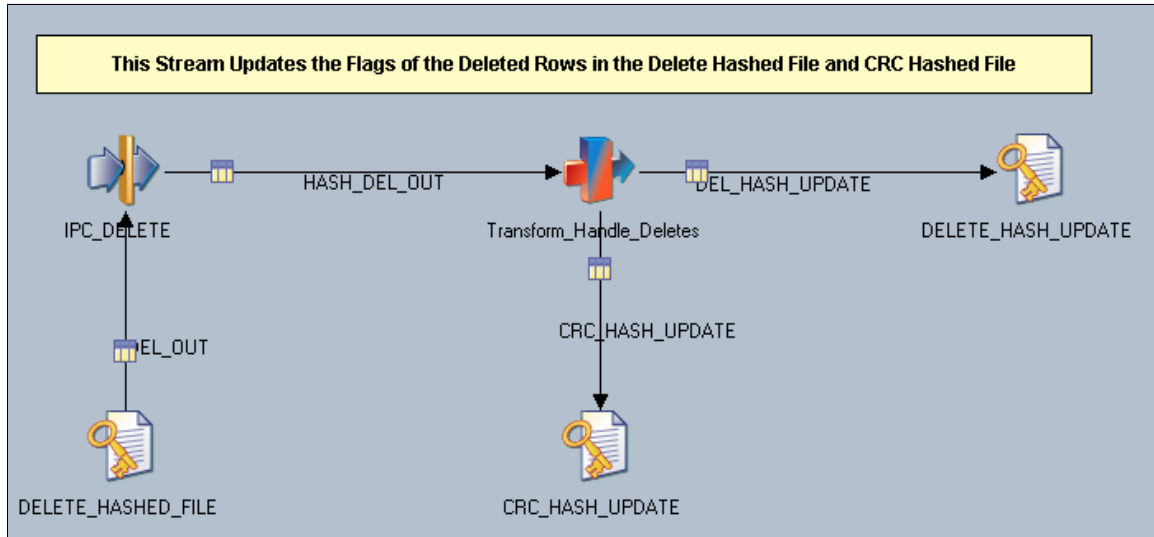 This Stream Updates the Flags of the Deleted Rows in the Delete Hashed File and CRC Hashed File
HASH_DEL_OUT
DEL_HASH_UPDATE
IPC_DELETE
Transform_Handle_Deletes
DELETE_HASH_UPDATE
CRC_HASH_UPDATE
DEL_OUT
DELETE_HASHED_FILE
CRC_HASH_UPDATE